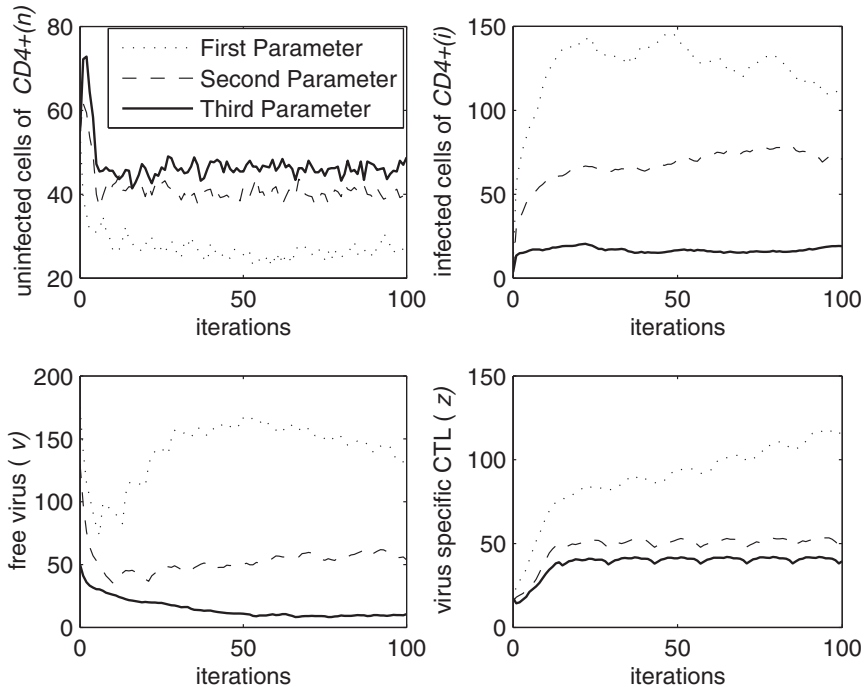 uninfected cells of CD4+(n)
80
60
40
20
First Parameter
Second Parameter
Third Parameter
0
50
100
iterations
infected cells of CD4+(i)
150
100
50
0
0
50
100
iterations
free virus ( v)
200
150
100
50
0
0
50
100
iterations
virus specific CTL ( z)
150
100
50
0
0
50
100
iterations